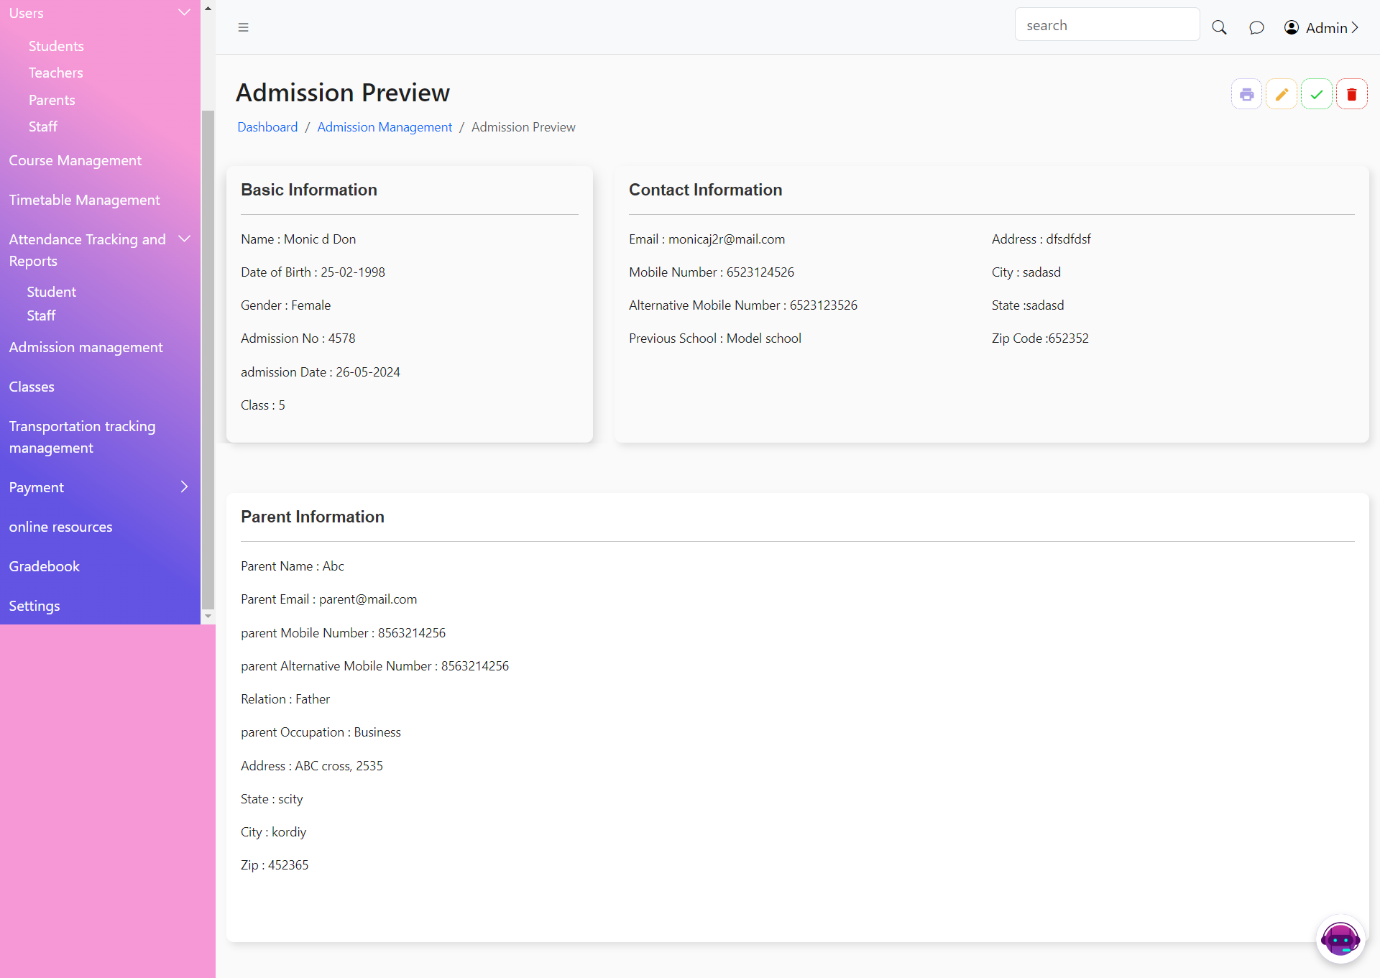 Users
Students
Teachers
Parents
Staff
Course Management
Timetable Management
Attendance Tracking and
Reports
Student
Staff
Admission management
Classes
Transportation tracking
management
Payment
online resources
Gradebook
Settings
search
Admin
Admission Preview
Dashboard / Admission Management / Admission Preview
Basic Information
Name : Monic d Don
Date of Birth : 25-02-1998
Gender : Female
Admission No : 4578
admission Date : 26-05-2024
Class : 5
Contact Information
Email : monicaj2r@mail.com
Mobile Number : 6523124526
Alternative Mobile Number : 6523123526
Previous School : Model school
Address : dfsdfdsf
City : sadasd
State :sadasd
Zip Code :652352
Parent Information
Parent Name : Abc
Parent Email : parent@mail.com
parent Mobile Number : 8563214256
parent Alternative Mobile Number : 8563214256
Relation : Father
parent Occupation : Business
Address : ABC cross, 2535
State : scity
City : kordiy
Zip : 452365